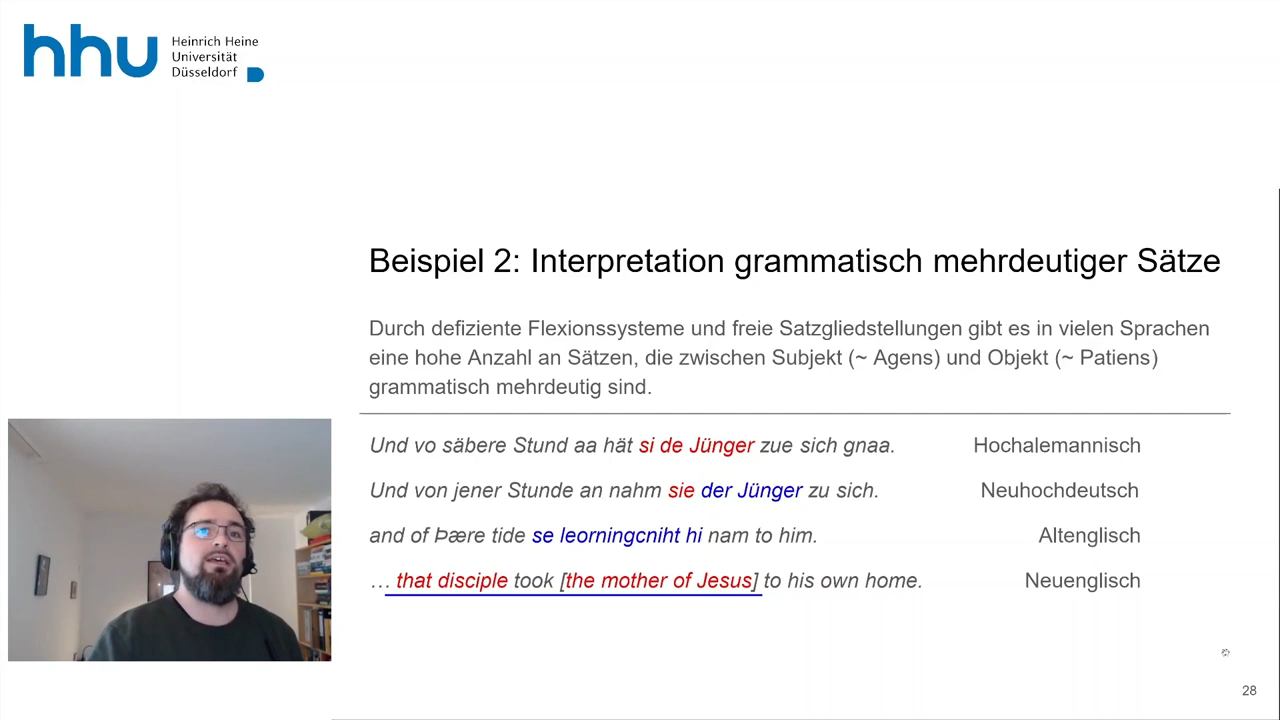 hhu
Heinrich Heine
Universität
Düsseldorf
Beispiel 2: Interpretation grammatisch mehrdeutiger Sätze
Durch defiziente Flexionssysteme und freie Satzgliedstellungen gibt es in vielen Sprachen
eine hohe Anzahl an Sätzen, die zwischen Subjekt (~ Agens) und Objekt (~ Patiens)
grammatisch mehrdeutig sind.
Und vo säbere Stund aa hät si de Jünger zue sich gnaa. Hochalemannisch
Und von jener Stunde an nahm sie der Jünger zu sich. Neuhochdeutsch
and of Þære tide se leorningcniht hi nam to him. Altenglisch
… that disciple took [the mother of Jesus] to his own home. Neuenglisch
28